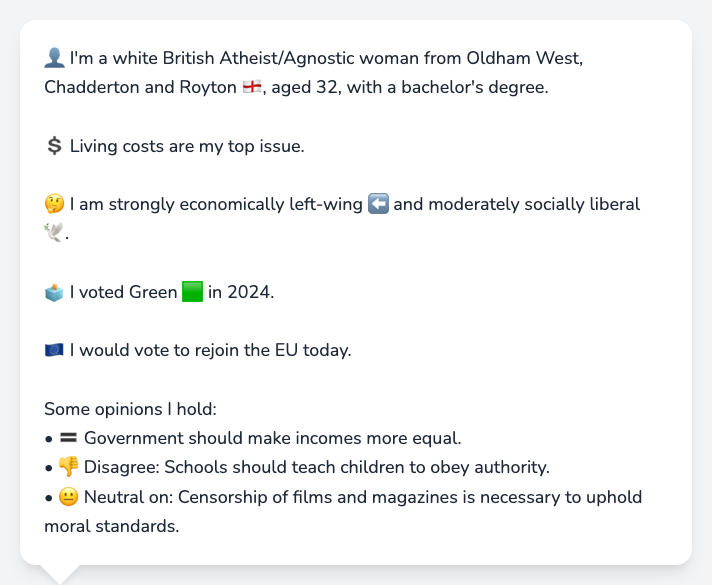 👤 I'm a white British Atheist/Agnostic woman from Oldham West,
Chadderton and Royton 🏴󠁧󠁢󠁥󠁮󠁧󠁿, aged 32, with a bachelor's degree.
💲 Living costs are my top issue.
🤔 I am strongly economically left-wing ⬅️ and moderately socially liberal
🕊️.
🗳️ I voted Green 🟩 in 2024.
🇪🇺 I would vote to rejoin the EU today.
Some opinions I hold:
• 🟰 Government should make incomes more equal.
• 👎 Disagree: Schools should teach children to obey authority.
• 😐 Neutral on: Censorship of films and magazines is necessary to uphold
moral standards.